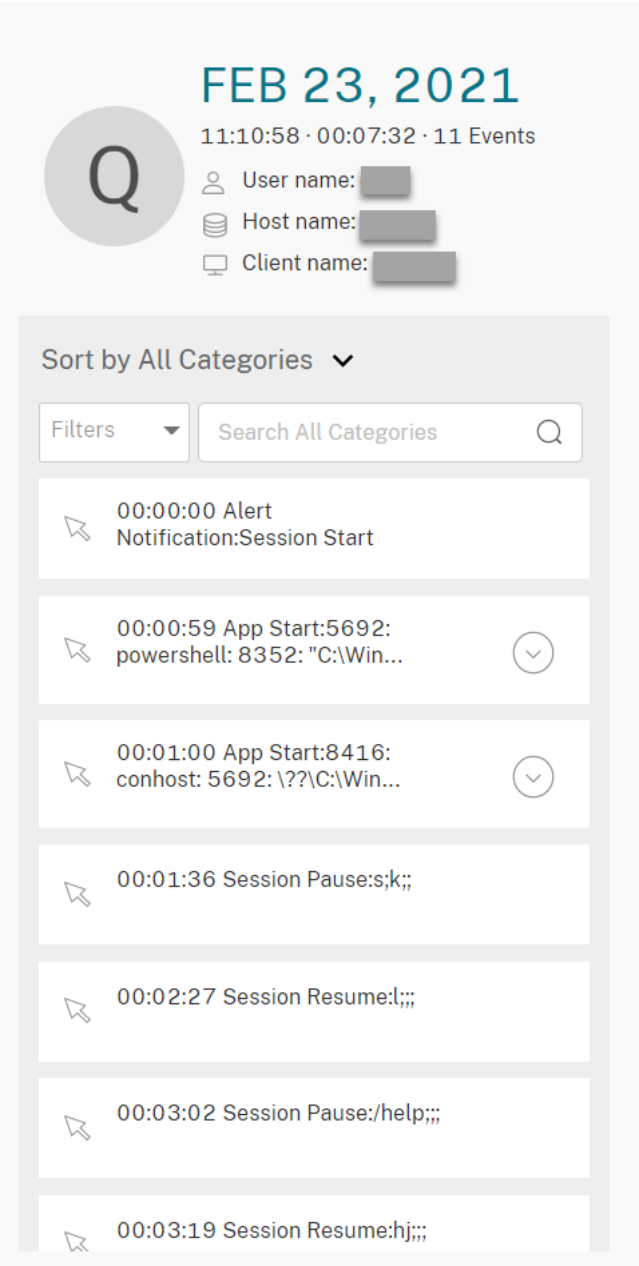 Q
FEB 23, 2021
11:10:58 · 00:07:32 · 11 Events
User name:
Host name:
Client name:
Sort by All Categories
Filters
Search All Categories
00:00:00 Alert
Notification:Session Start
00:00:59 App Start:5692:
powershell: 8352: "C:\Win...
00:01:00 App Start:8416:
conhost: 5692: \??\C:\Win...
00:01:36 Session Pause:s;k;;
00:02:27 Session Resume:l;;;
00:03:02 Session Pause:/help;;;
00:03:19 Session Resume:hj;;;